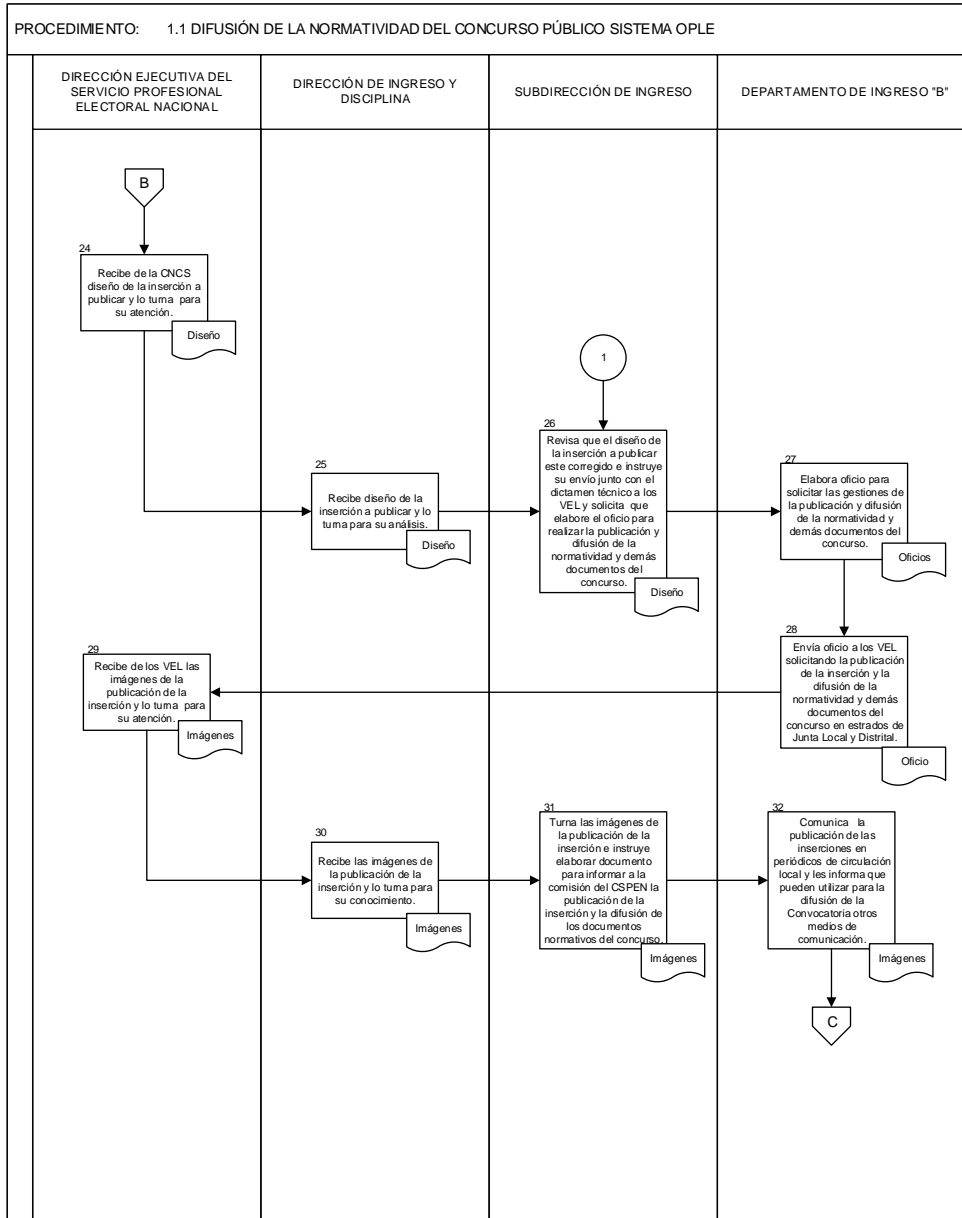 PROCEDIMIENTO: 1.1 DIFUSIÓN DE LA NORMATIVIDAD DEL CONCURSO PÚBLICO SISTEMA OPLE
DIRECCIÓN EJECUTIVA DEL
SERVICIO PROFESIONAL
ELECTORAL NACIONAL
DIRECCIÓN DE INGRESO Y
DISCIPLINA
SUBDIRECCIÓN DE INGRESO
DEPARTAMENTO DE INGRESO "B"
B
24
Recibe de la CNCS
diseño de la inserción a
publicar y lo turna para
su atención.
Diseño
25
Recibe diseño de la
inserción a publicar y lo
turna para su análisis.
Diseño
1
26
Revisa que el diseño de
la inserción a publicar
este corregido e instruye
su envío junto con el
dictamen técnico a los
VEL y solicita que
elabore el oficio para
realizar la publicación y
difusión de la
normatividad y demás
documentos del
concurso.
Diseño
27
Elabora oficio para
solicitar las gestiones de
la publicación y difusión
de la normatividad y
demás documentos del
concurso.
Oficios
28
Envía oficio a los VEL
solicitando la publicación
de la inserción y la
difusión de la
normatividad y demás
documentos del
concurso en estrados de
Junta Local y Distrital.
Oficio
29
Recibe de los VEL las
imágenes de la
publicación de la
inserción y lo turna para
su atención.
Imágenes
30
Recibe las imágenes de
la publicación de la
inserción y lo turna para
su conocimiento.
Imágenes
31
Turna las imágenes de
la publicación de la
inserción e instruye
elaborar documento
para informar a la
comisión del CSPEN la
publicación de la
inserción y la difusión de
los documentos
normativos del concurso.
Imágenes
32
Comunica la
publicación de las
inserciones en
periódicos de circulación
local y les informa que
pueden utilizar para la
difusión de la
Convocatoria otros
medios de
comunicación.
Imágenes
C